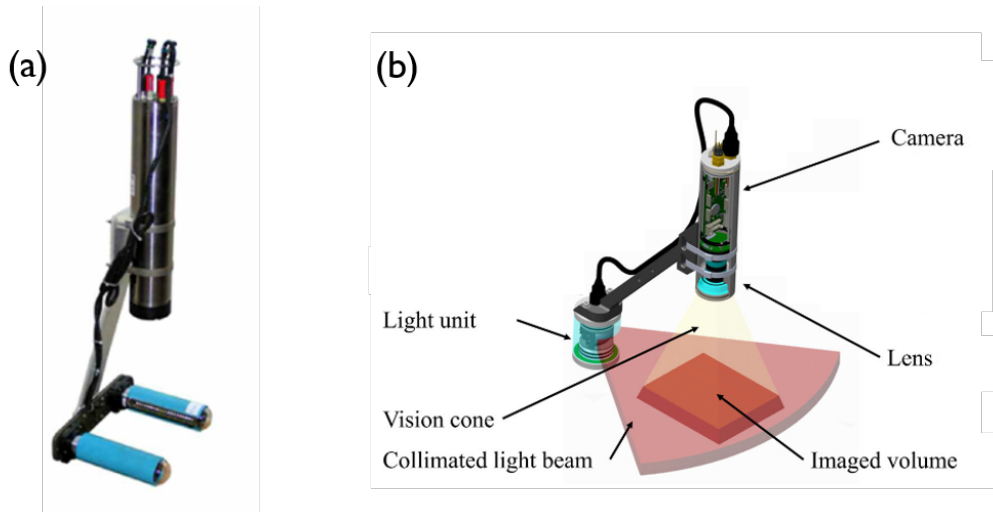 (a)
(b)
Camera
Light unit
Lens
Vision cone
Collimated light beam
Imaged volume